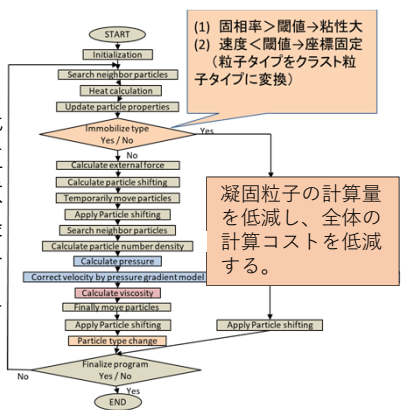 START
Initialization
Search neighbor particles
Heat calculation
Update particle properties
Immobilize type
Yes / No
Yes
No
(1) 固相率＞閾値→粘性大
(2) 速度＜閾値→座標固定
（粒子タイプをクラスト粒
子タイプに変換）
Calculate external force
Calculate particle shifting
Temporarily move particles
Apply Particle shifting
Search neighbor particles
Calculate particle number density
Calculate pressure
Correct velocity by pressure gradient model
Calculate viscosity
Finally move particles
Apply Particle shifting
Particle type change
凝固粒子の計算量
を低減し、全体の
計算コストを低減
する。
Apply Particle shifting
Finalize program
Yes / No
No
Yes
END